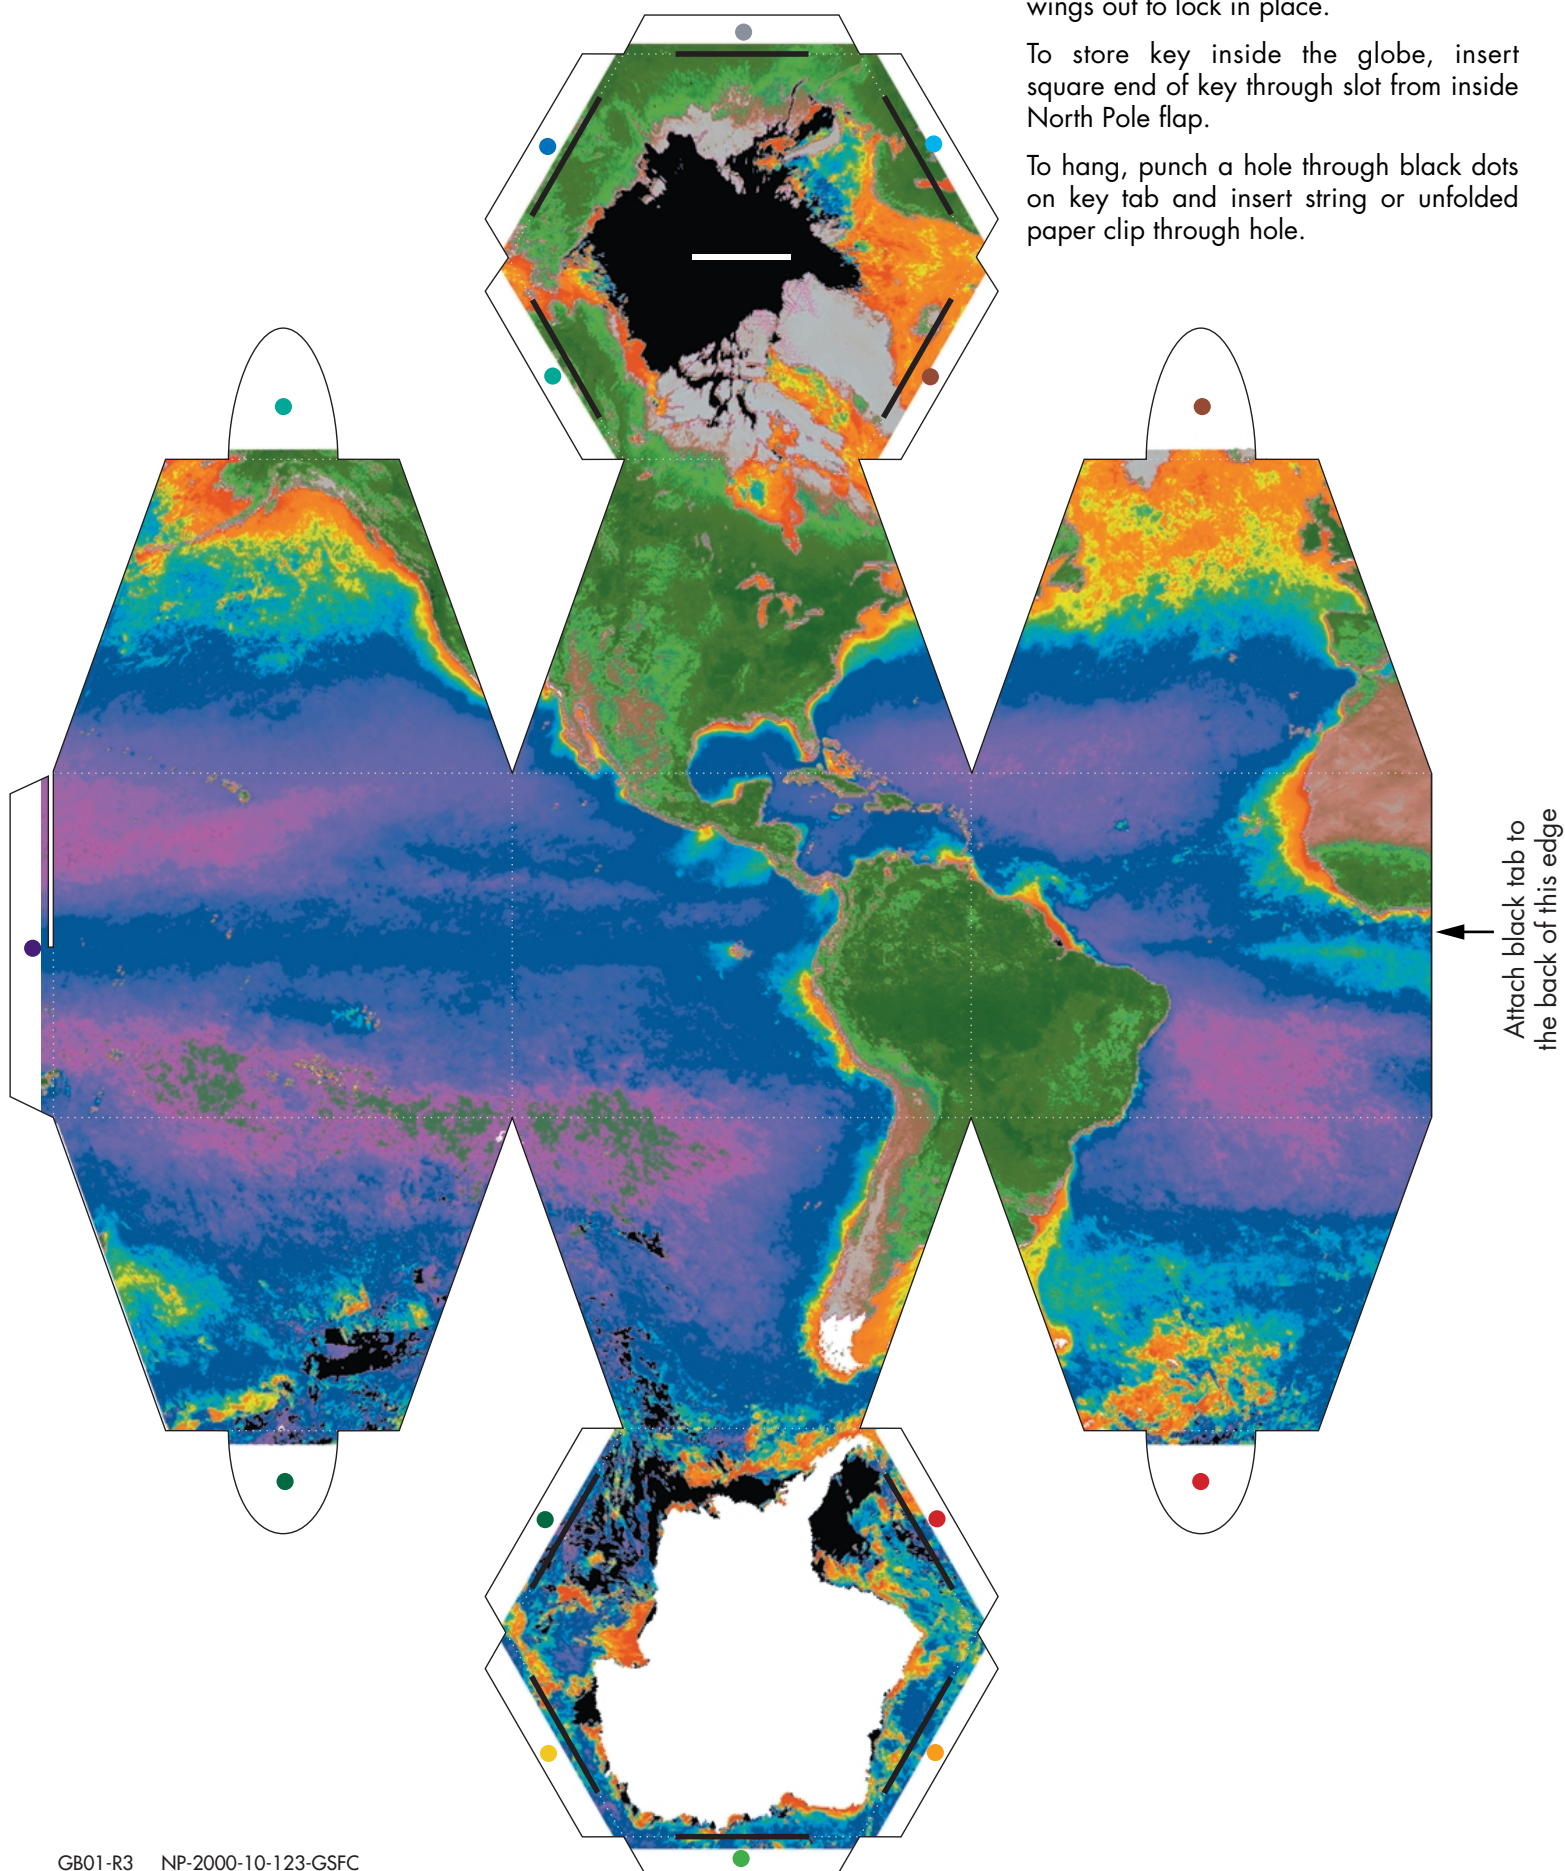 wings out to lock in place.
To store key inside the globe, insert
square end of key through slot from inside
North Pole flap.
To hang, punch a hole through black dots
on key tab and insert string or unfolded
paper clip through hole.
Attach black tab to
the back of this edge
GB01-R3 NP-2000-10-123-GSFC